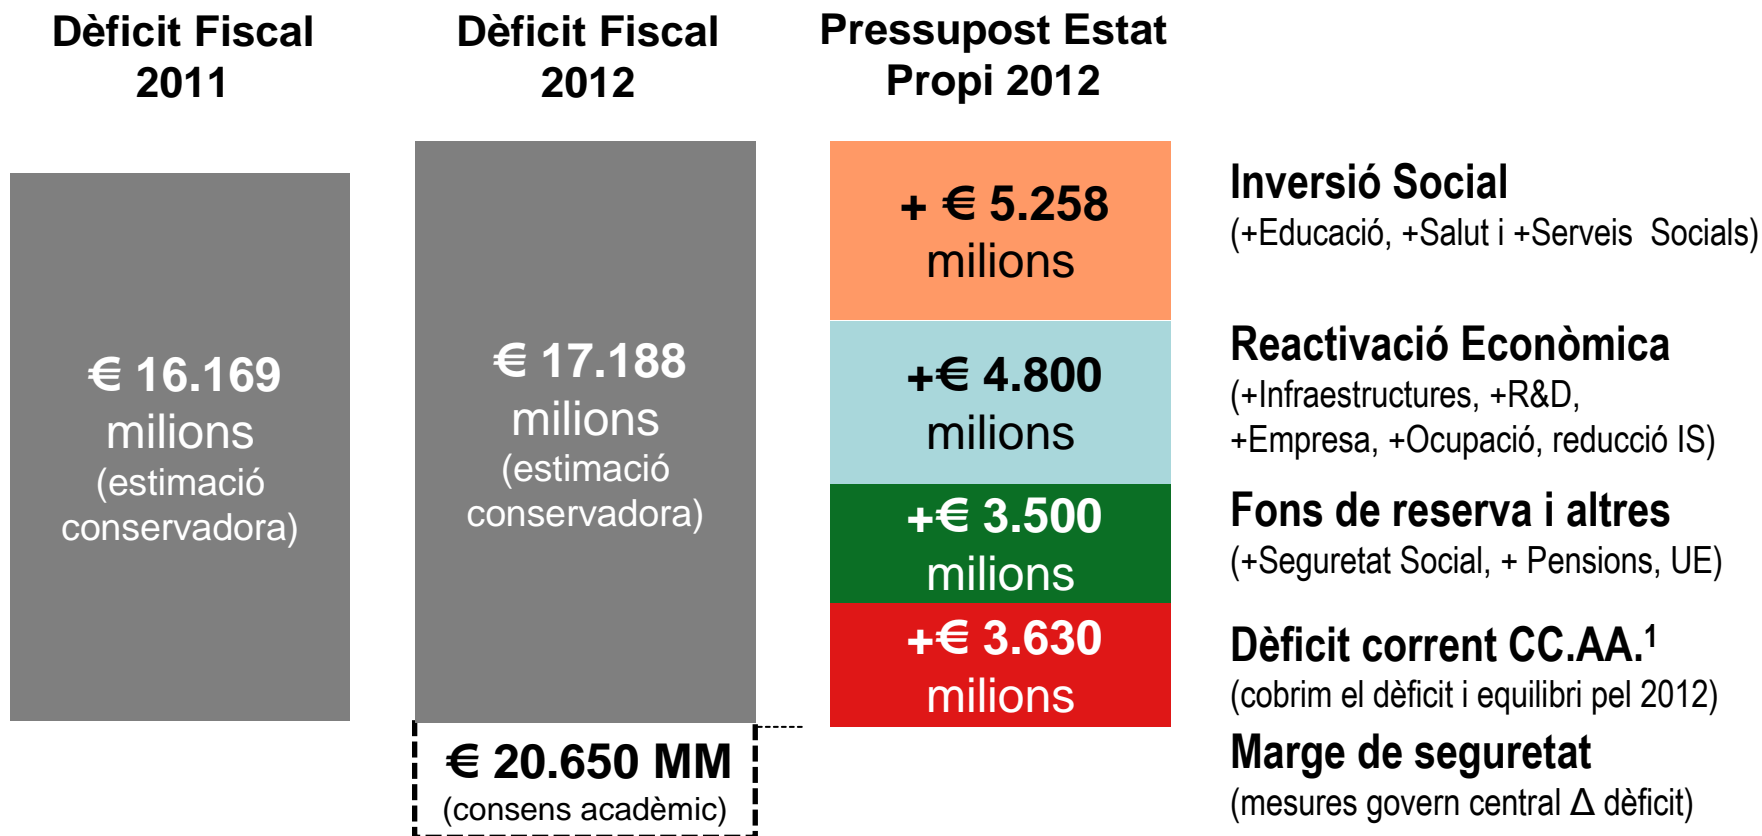 Dèficit Fiscal
2011
Dèficit Fiscal
2012
Pressupost Estat
Propi 2012
€ 16.169
milions
(estimació
conservadora)
€ 17.188
milions
(estimació
conservadora)
€ 20.650 MM
(consens acadèmic)
+ € 5.258
milions
+€ 4.800
milions
+€ 3.500
milions
+€ 3.630
milions
Inversió Social
(+Educació, +Salut i +Serveis Socials)
Reactivació Econòmica
(+Infraestructures, +R&D,
+Empresa, +Ocupació, reducció IS)
Fons de reserva i altres
(+Seguretat Social, + Pensions, UE)
Dèficit corrent CC.AA.¹
(cobrim el dèficit i equilibri pel 2012)
Marge de seguretat
(mesures govern central Δ dèficit)